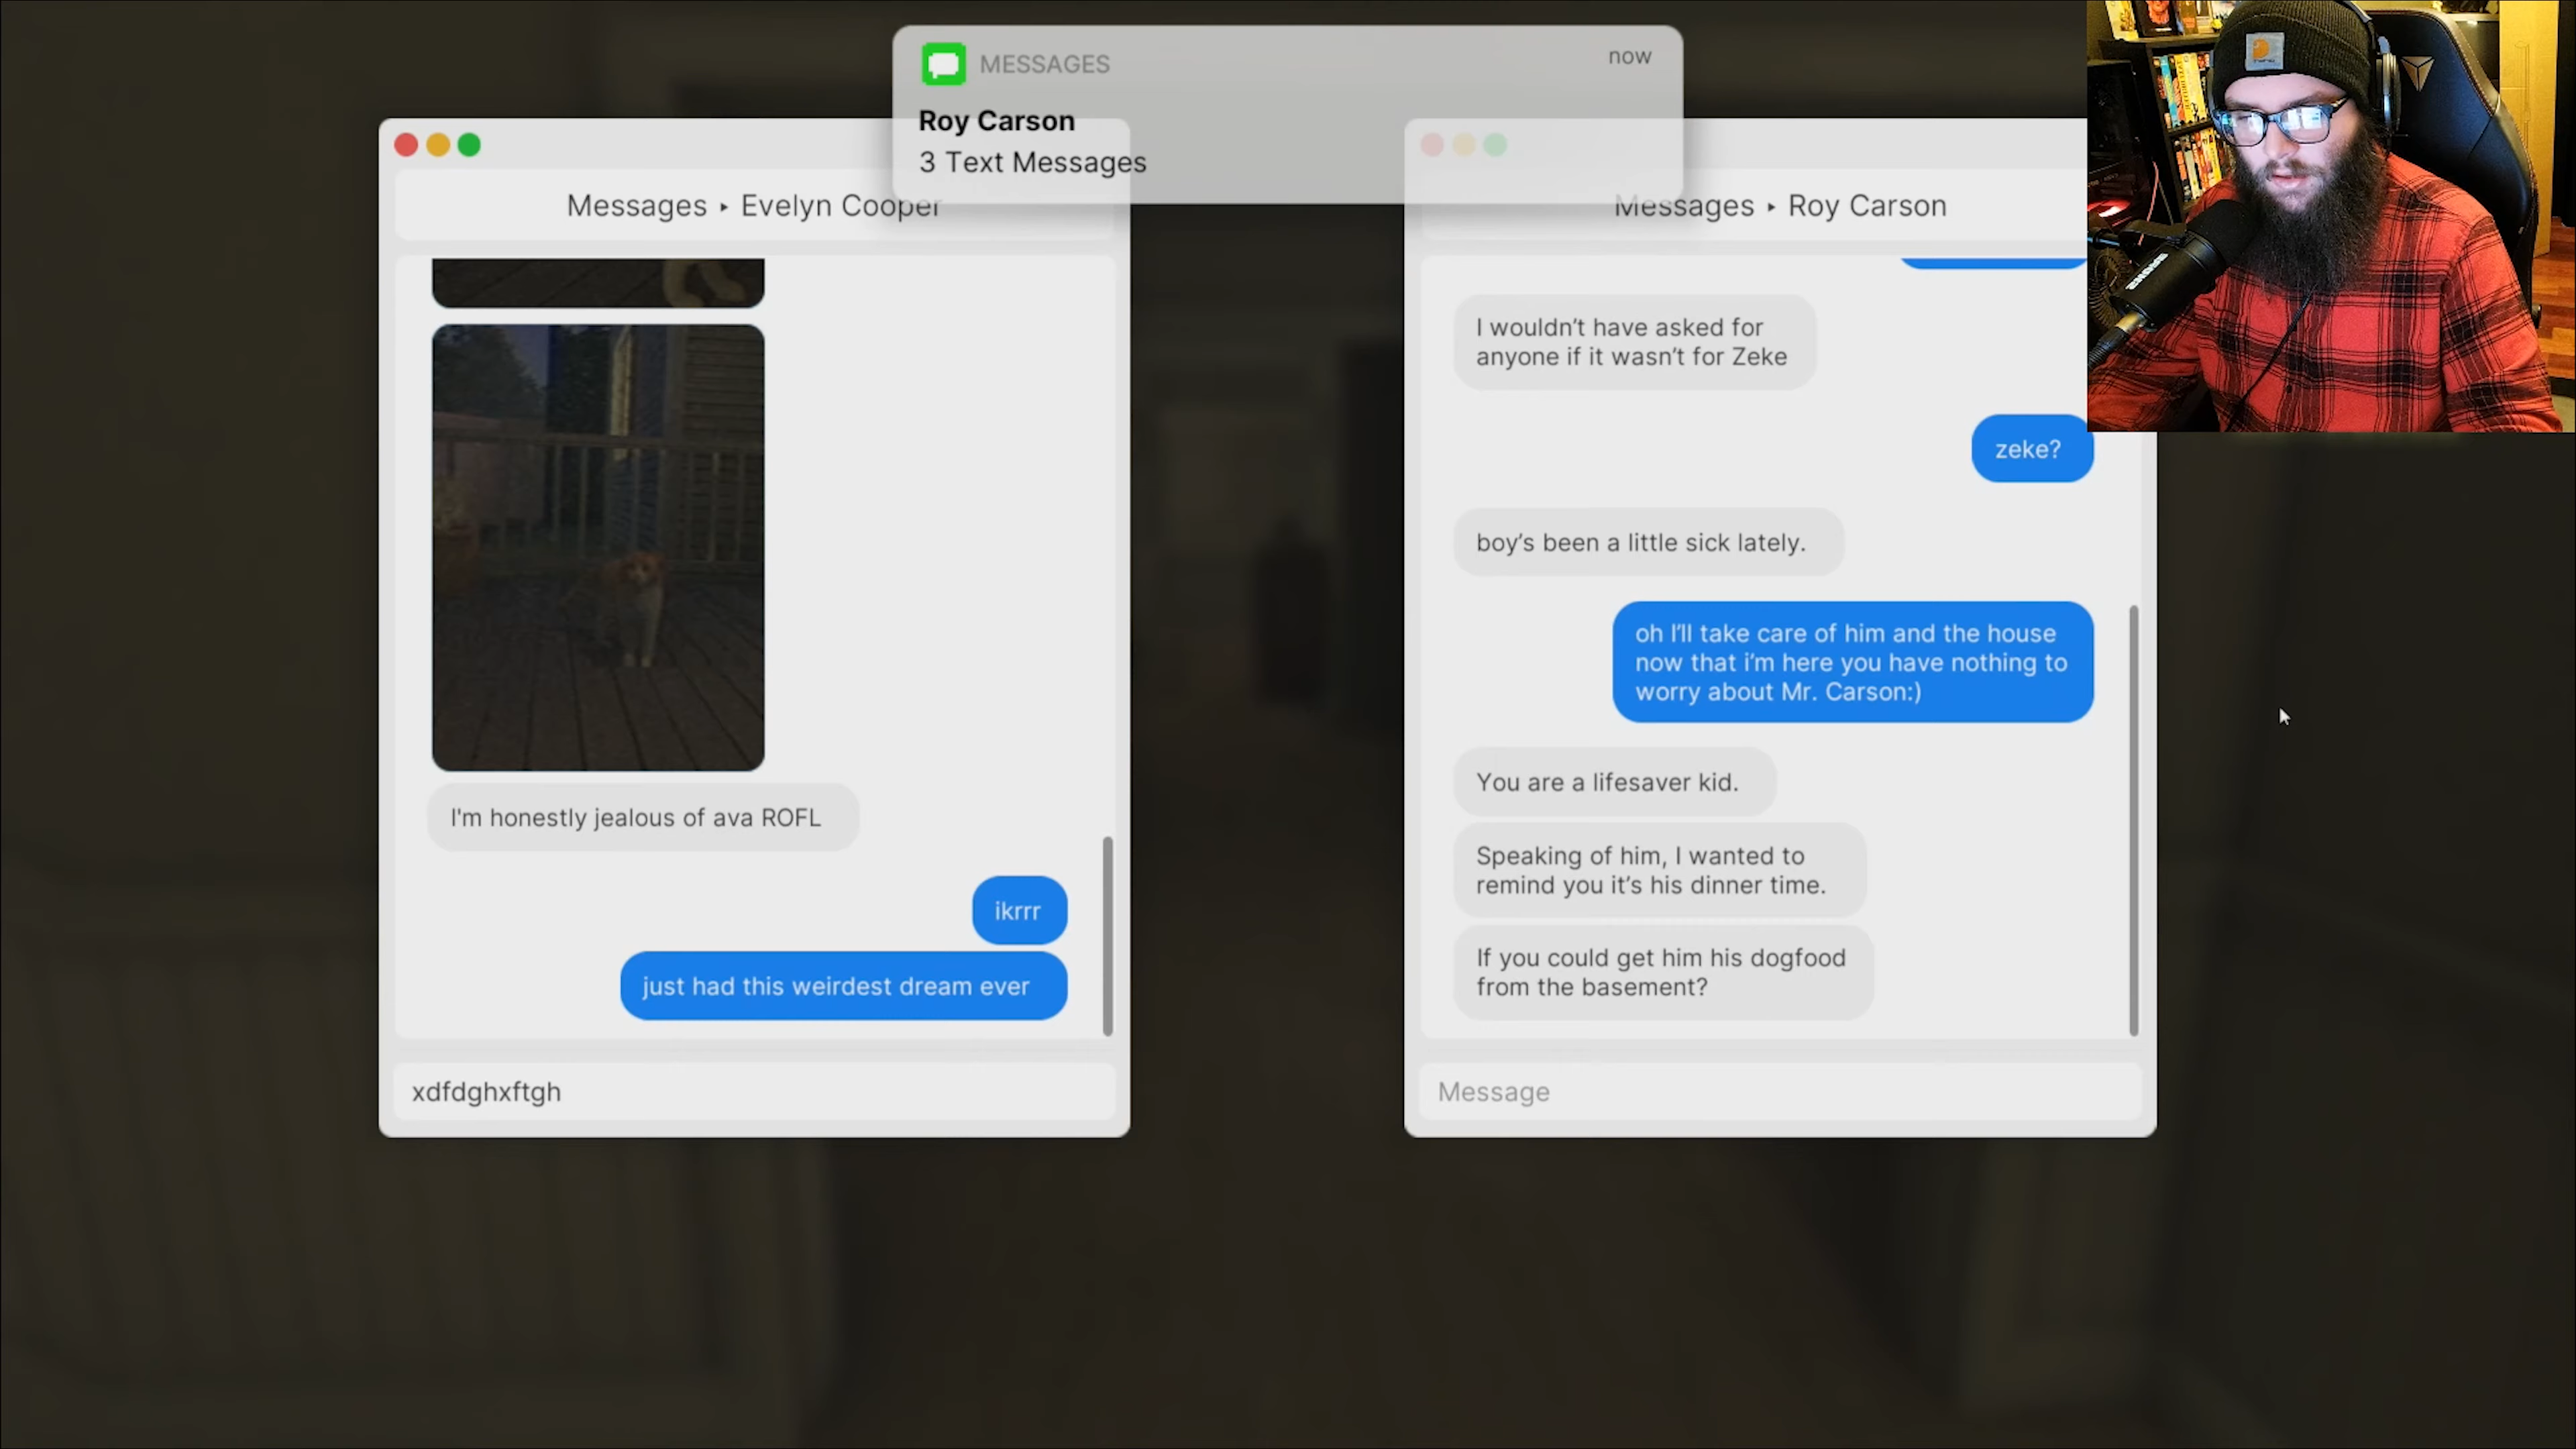 MESSAGES
now
Roy Carson
3 Text Messages
Messages ▸ Evelyn Cooper
I'm honestly jealous of ava ROFL
ikrrr
just had this weirdest dream ever
xdfdghxftgh
Messages ▸ Roy Carson
I wouldn't have asked for
anyone if it wasn't for Zeke
zeke?
boy's been a little sick lately.
oh I'll take care of him and the house
now that i'm here you have nothing to
worry about Mr. Carson:)
You are a lifesaver kid.
Speaking of him, I wanted to
remind you it's his dinner time.
If you could get him his dogfood
from the basement?
Message